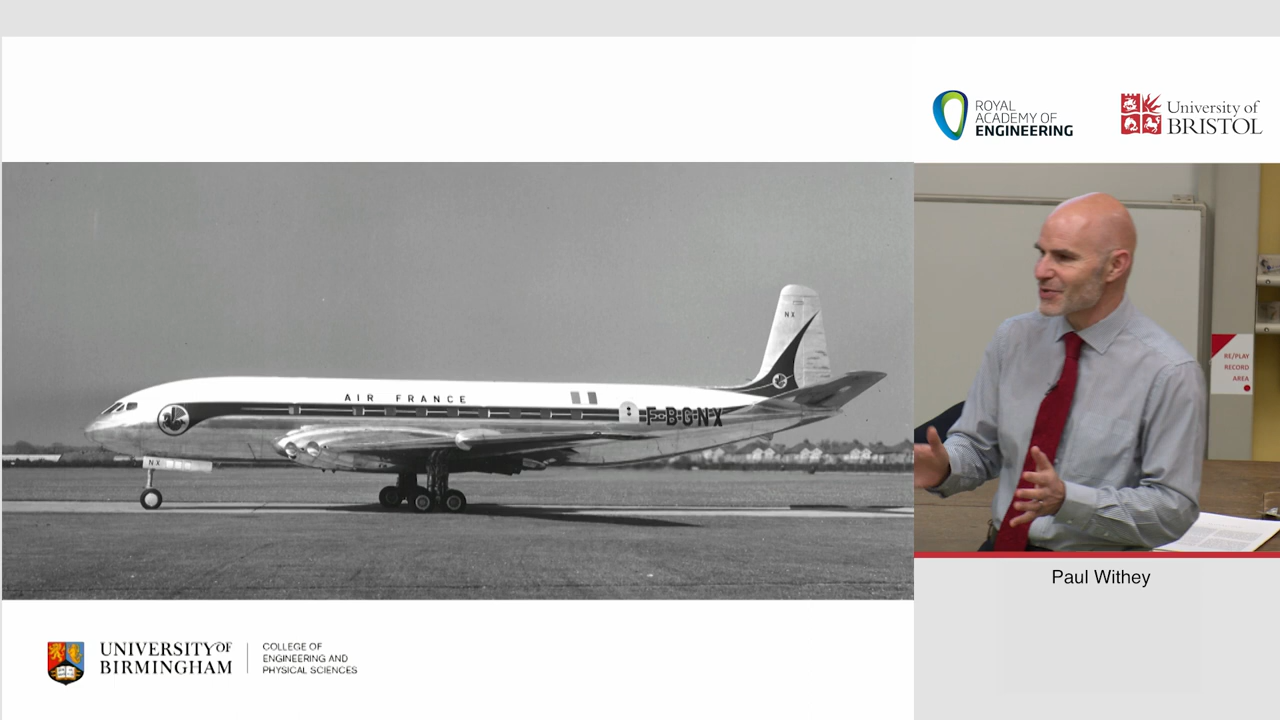 ROYAL
ACADEMY OF
ENGINEERING
University of
BRISTOL
NX
AIR FRANCE
F-BGNX
NX
RE/PLAY
RECORD
AREA
Paul Withey
UNIVERSITY OF
BIRMINGHAM
COLLEGE OF
ENGINEERING AND
PHYSICAL SCIENCES